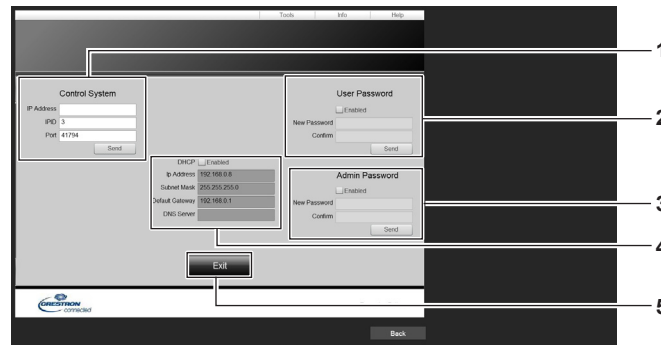 Tools Info Help
Control System
IP Address
IPID 3
Port 41794
Send
User Password
Enabled
New Password
Confirm
Send
DHCP Enabled
Ip Address 192.168.0.8
Subnet Mask 255.255.255.0
Default Gateway 192.168.0.1
DNS Server
Admin Password
Enabled
New Password
Confirm
Send
Exit
CRESTRON
connected
Back
1
2
3
4
5